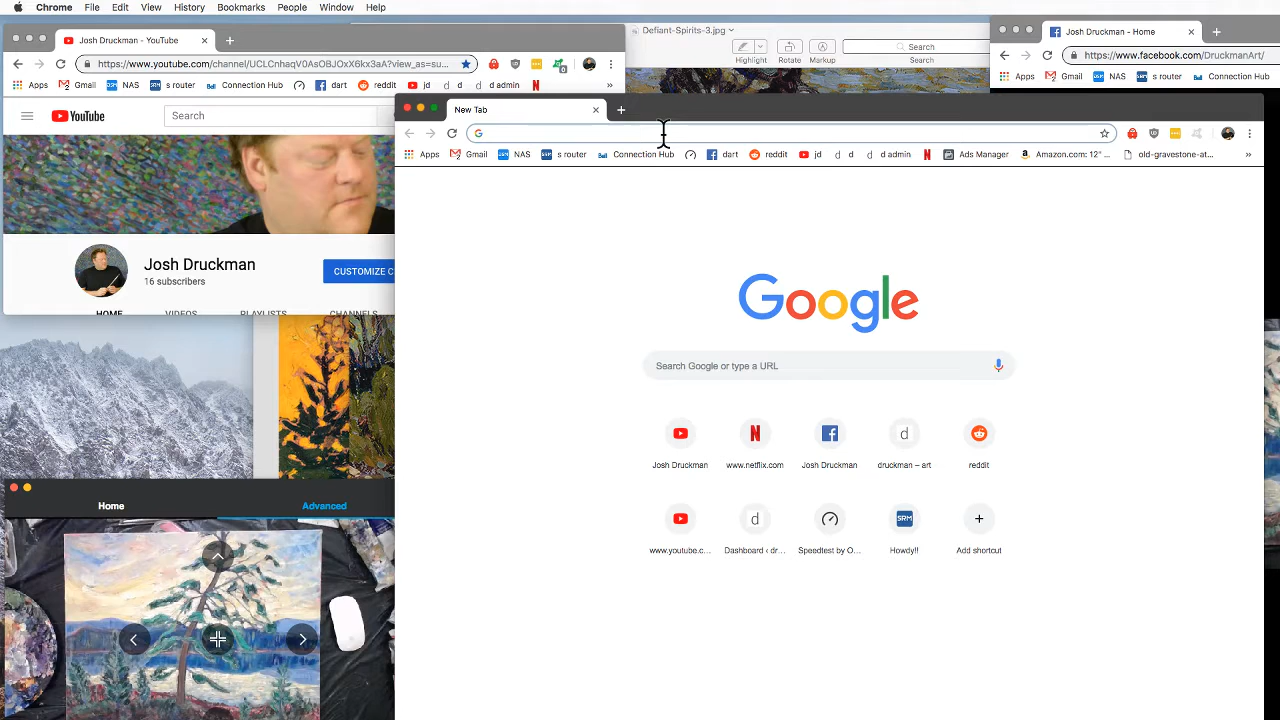 Chrome File Edit View History Bookmarks People Window Help
Josh Druckman - YouTube
https://www.youtube.com/channel/UCLCnhaqV0AsOBJOxX6kx8aA?view_as=su...
Apps Gmail NAS s router Connection Hub dart reddit jd d d admin »
YouTube
Search
Josh Druckman
16 subscribers
CUSTOMIZE C
HOME VIDEOS PLAYLISTS CHANNELS
Defiant-Spirits-3.jpg
Highlight Rotate Markup Search
Search
Josh Druckman - Home
https://www.facebook.com/DruckmanArt/
Apps Gmail NAS s router Connection Hub
New Tab
Apps Gmail NAS s router Connection Hub dart reddit jd d d admin Ads Manager Amazon.com: 12" ... old-gravestone-at... »
Google
Search Google or type a URL
Josh Druckman www.netflix.com Josh Druckman druckman – art reddit
www.youtube.c... Dashboard ‹ dr... Speedtest by O... Howdy!! Add shortcut
Home Advanced